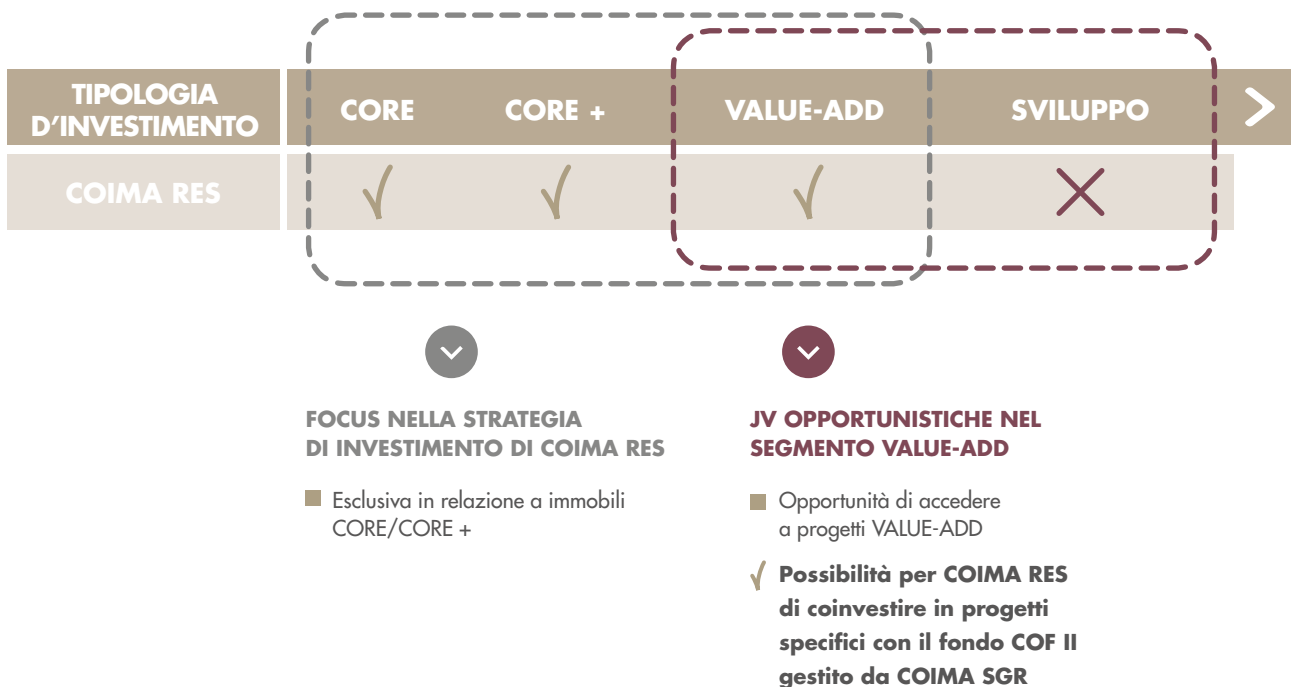 TIPOLOGIA
D'INVESTIMENTO
CORE
CORE +
VALUE-ADD
SVILUPPO
COIMA RES
FOCUS NELLA STRATEGIA
DI INVESTIMENTO DI COIMA RES
Esclusiva in relazione a immobili
CORE/CORE +
JV OPPORTUNISTICHE NEL
SEGMENTO VALUE-ADD
Opportunità di accedere
a progetti VALUE-ADD
Possibilità per COIMA RES
di coinvestire in progetti
specifici con il fondo COF II
gestito da COIMA SGR